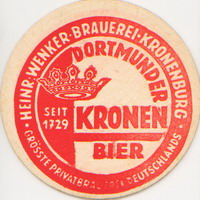 HEINR. WENKER-BRAUEREI-KRONENBURG
DORTMUNDER
SEIT
1729
KRONEN
BIER
GRÖSSTE PRIVATBRAUEREI DEUTSCHLANDS